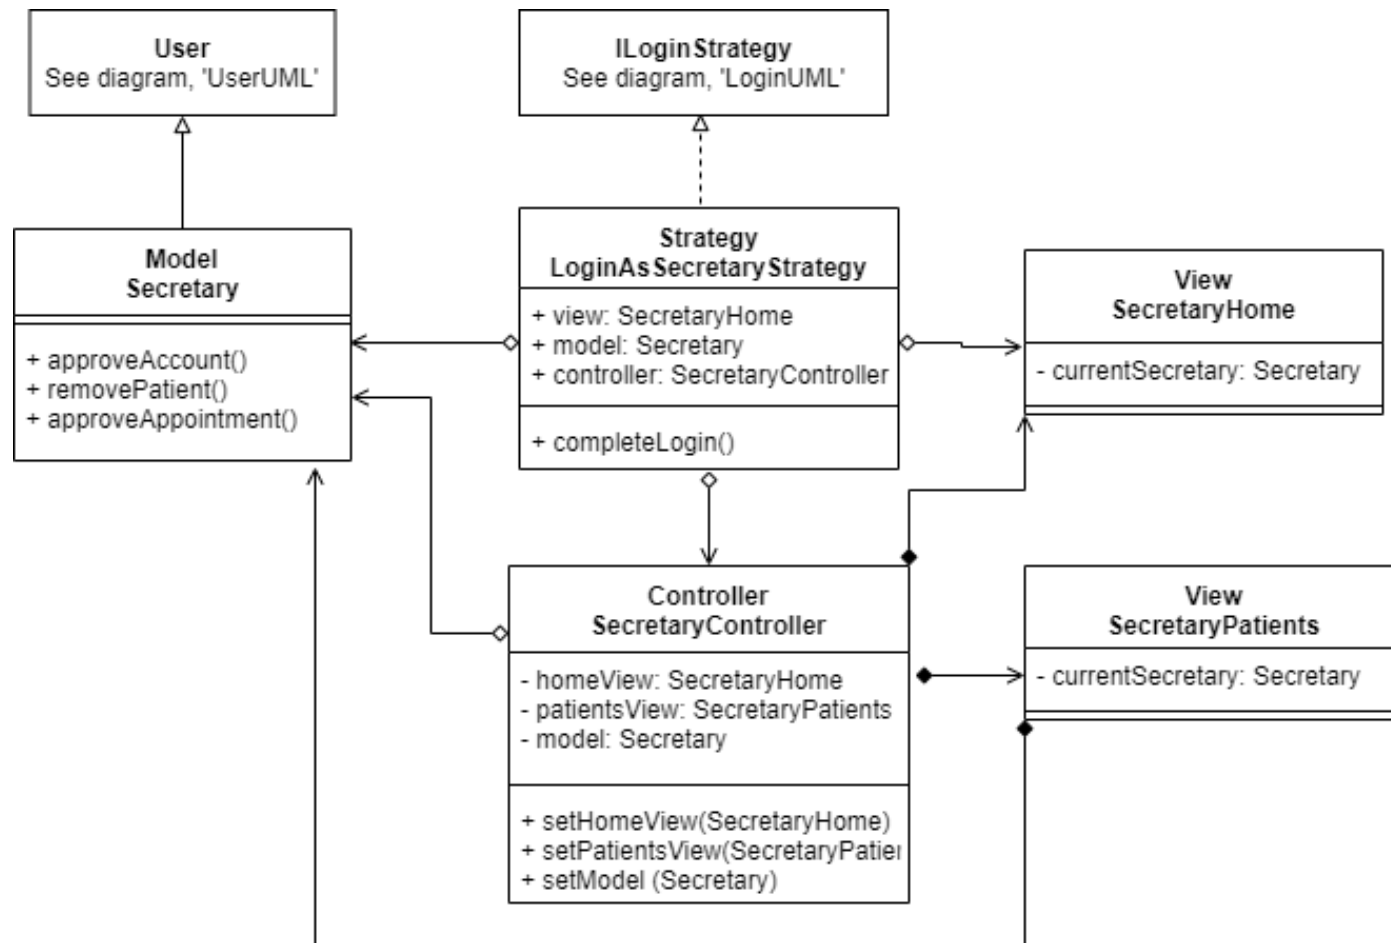 User
See diagram, 'UserUML'
ILoginStrategy
See diagram, 'LoginUML'
Model
Secretary
+ approveAccount()
+ removePatient()
+ approveAppointment()
Strategy
LoginAsSecretaryStrategy
+ view: SecretaryHome
+ model: Secretary
+ controller: SecretaryController
+ completeLogin()
View
SecretaryHome
- currentSecretary: Secretary
Controller
SecretaryController
- homeView: SecretaryHome
- patientsView: SecretaryPatients
- model: Secretary
+ setHomeView(SecretaryHome)
+ setPatientsView(SecretaryPatier
+ setModel (Secretary)
View
SecretaryPatients
- currentSecretary: Secretary